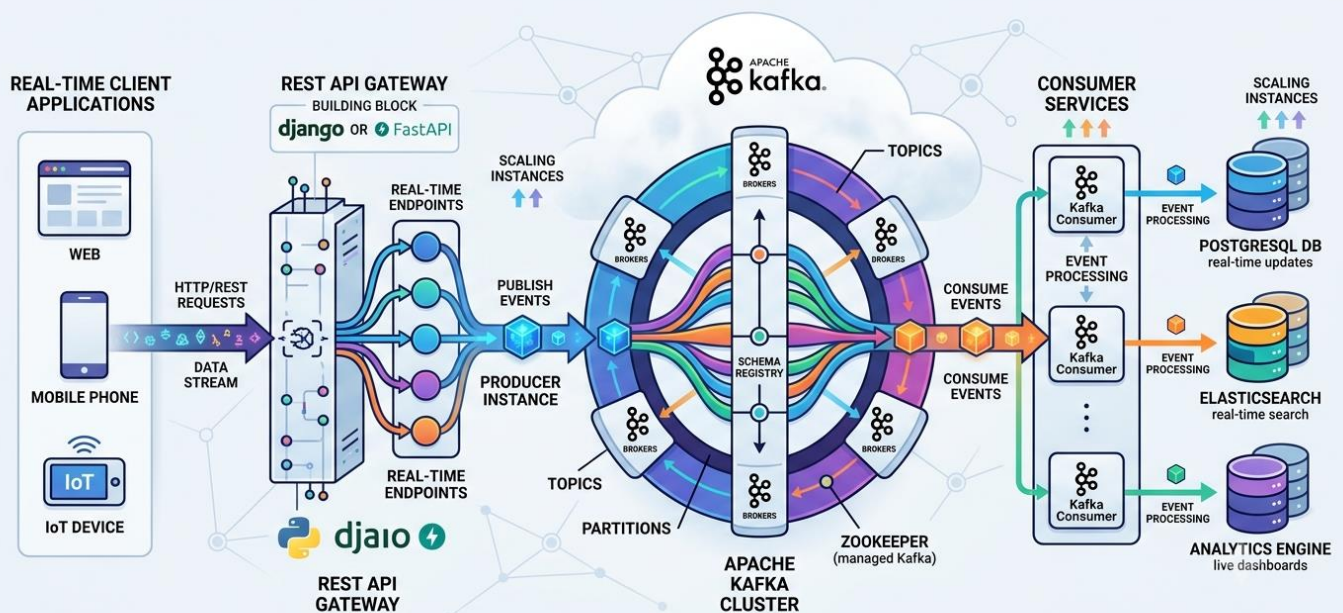 REAL-TIME CLIENT
APPLICATIONS
WEB
MOBILE PHONE
IoT
IoT DEVICE
HTTP/REST
REQUESTS
DATA
STREAM
REST API GATEWAY
BUILDING BLOCK
django OR FastAPI
REAL-TIME
ENDPOINTS
REAL-TIME
ENDPOINTS
djaıo
REST API
GATEWAY
SCALING
INSTANCES
PUBLISH
EVENTS
PRODUCER
INSTANCE
APACHE
kafka®
BROKERS
BROKERS
BROKERS
SCHEMA
REGISTRY
BROKERS
BROKERS
BROKERS
TOPICS
TOPICS
PARTITIONS
ZOOKEEPER
(managed Kafka)
APACHE
KAFKA
CLUSTER
CONSUME
EVENTS
CONSUME
EVENTS
CONSUMER
SERVICES
Kafka
Consumer
EVENT
PROCESSING
Kafka
Consumer
Kafka
Consumer
EVENT
PROCESSING
EVENT
PROCESSING
EVENT
PROCESSING
SCALING
INSTANCES
POSTGRESQL DB
real-time updates
ELASTICSEARCH
real-time search
ANALYTICS ENGINE
live dashboards